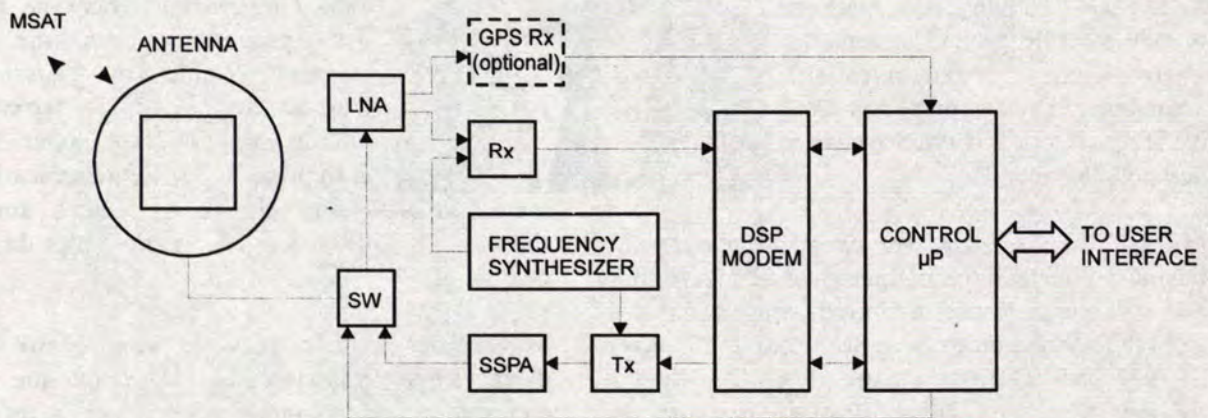 MSAT
ANTENNA
GPS Rx
(optional)
LNA
Rx
FREQUENCY
SYNTHESIZER
DSP
MODEM
CONTROL
µP
TO USER
INTERFACE
SW
SSPA
Tx